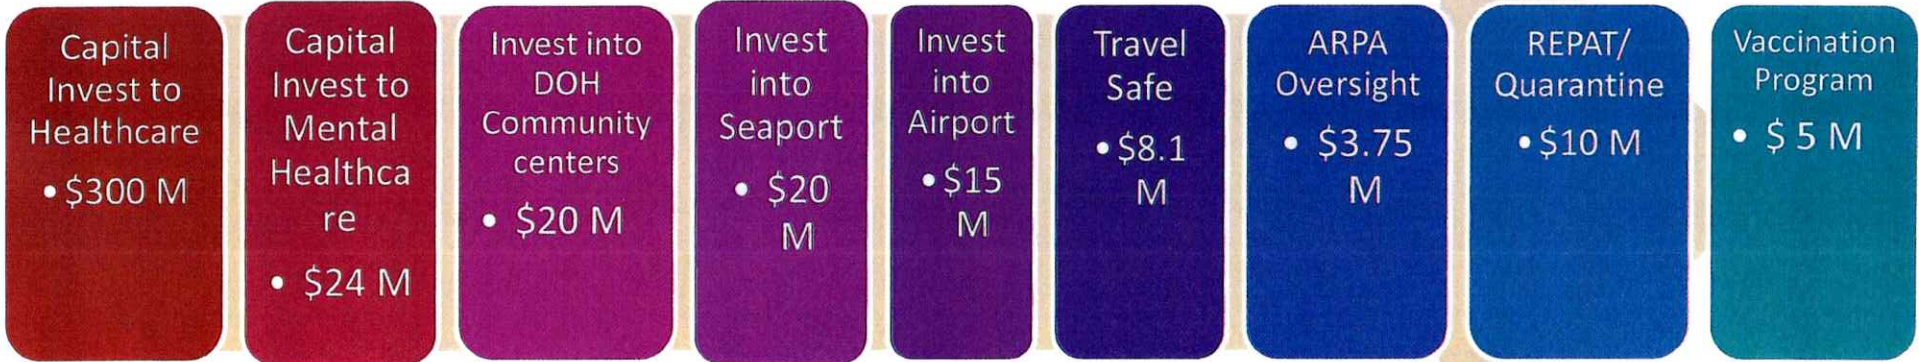 Capital
Invest to
Healthcare
• $300 M
Capital
Invest to
Mental
Healthca
re
• $24 M
Invest into
DOH
Community
centers
• $20 M
Invest
into
Seaport
• $20
M
Invest
into
Airport
• $15
M
Travel
Safe
• $8.1
M
ARPA
Oversight
• $3.75
M
REPAT/
Quarantine
• $10 M
Vaccination
Program
• $ 5 M